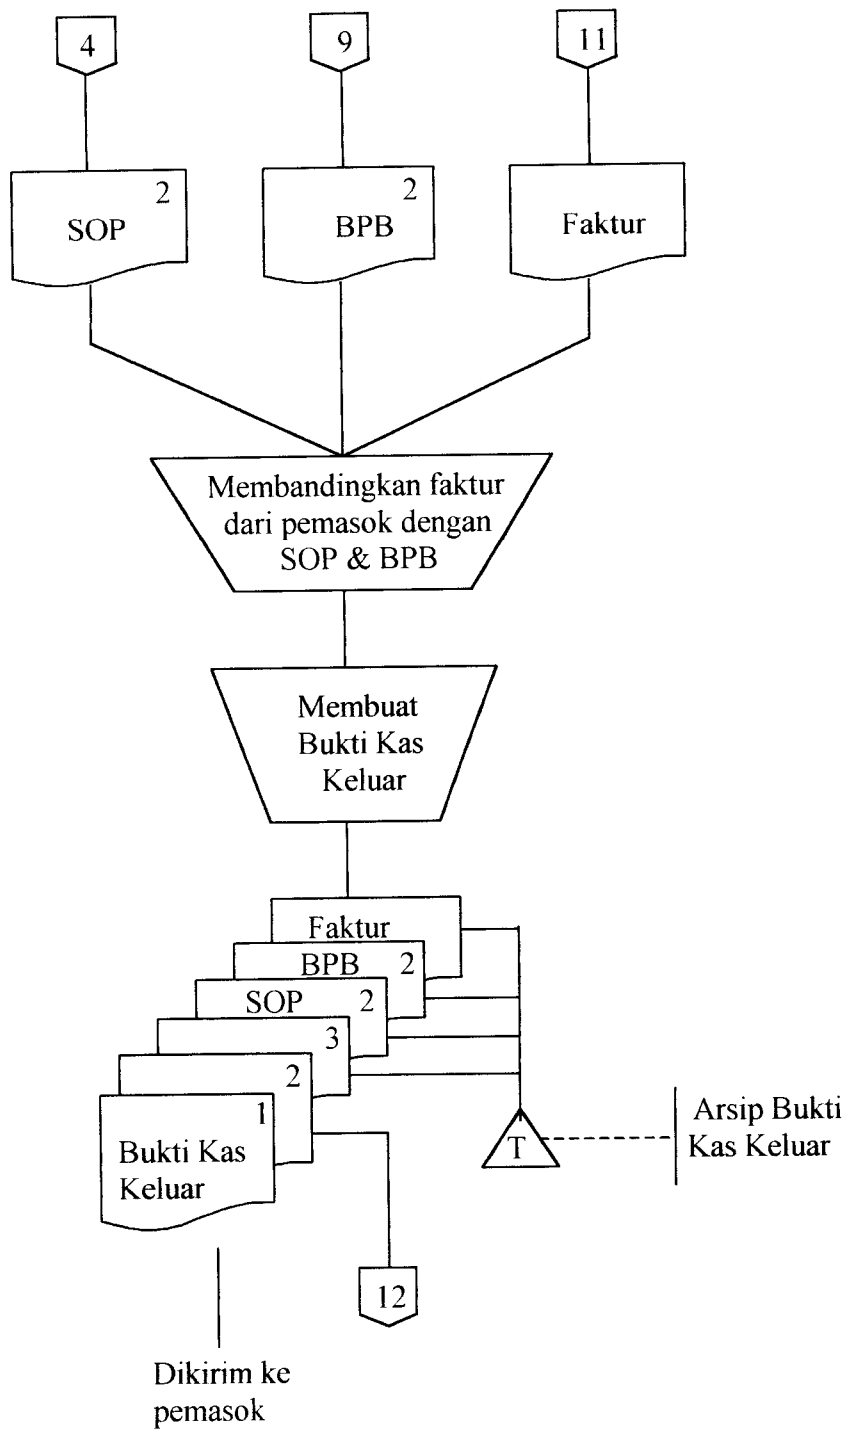 4
9
11
2
SOP
2
BPB
Faktur
Membandingkan faktur
dari pemasok dengan
SOP & BPB
Membuat
Bukti Kas
Keluar
Faktur
BPB 2
SOP 2
3
2
1
Bukti Kas
Keluar
T
Arsip Bukti
Kas Keluar
12
Dikirim ke
pemasok